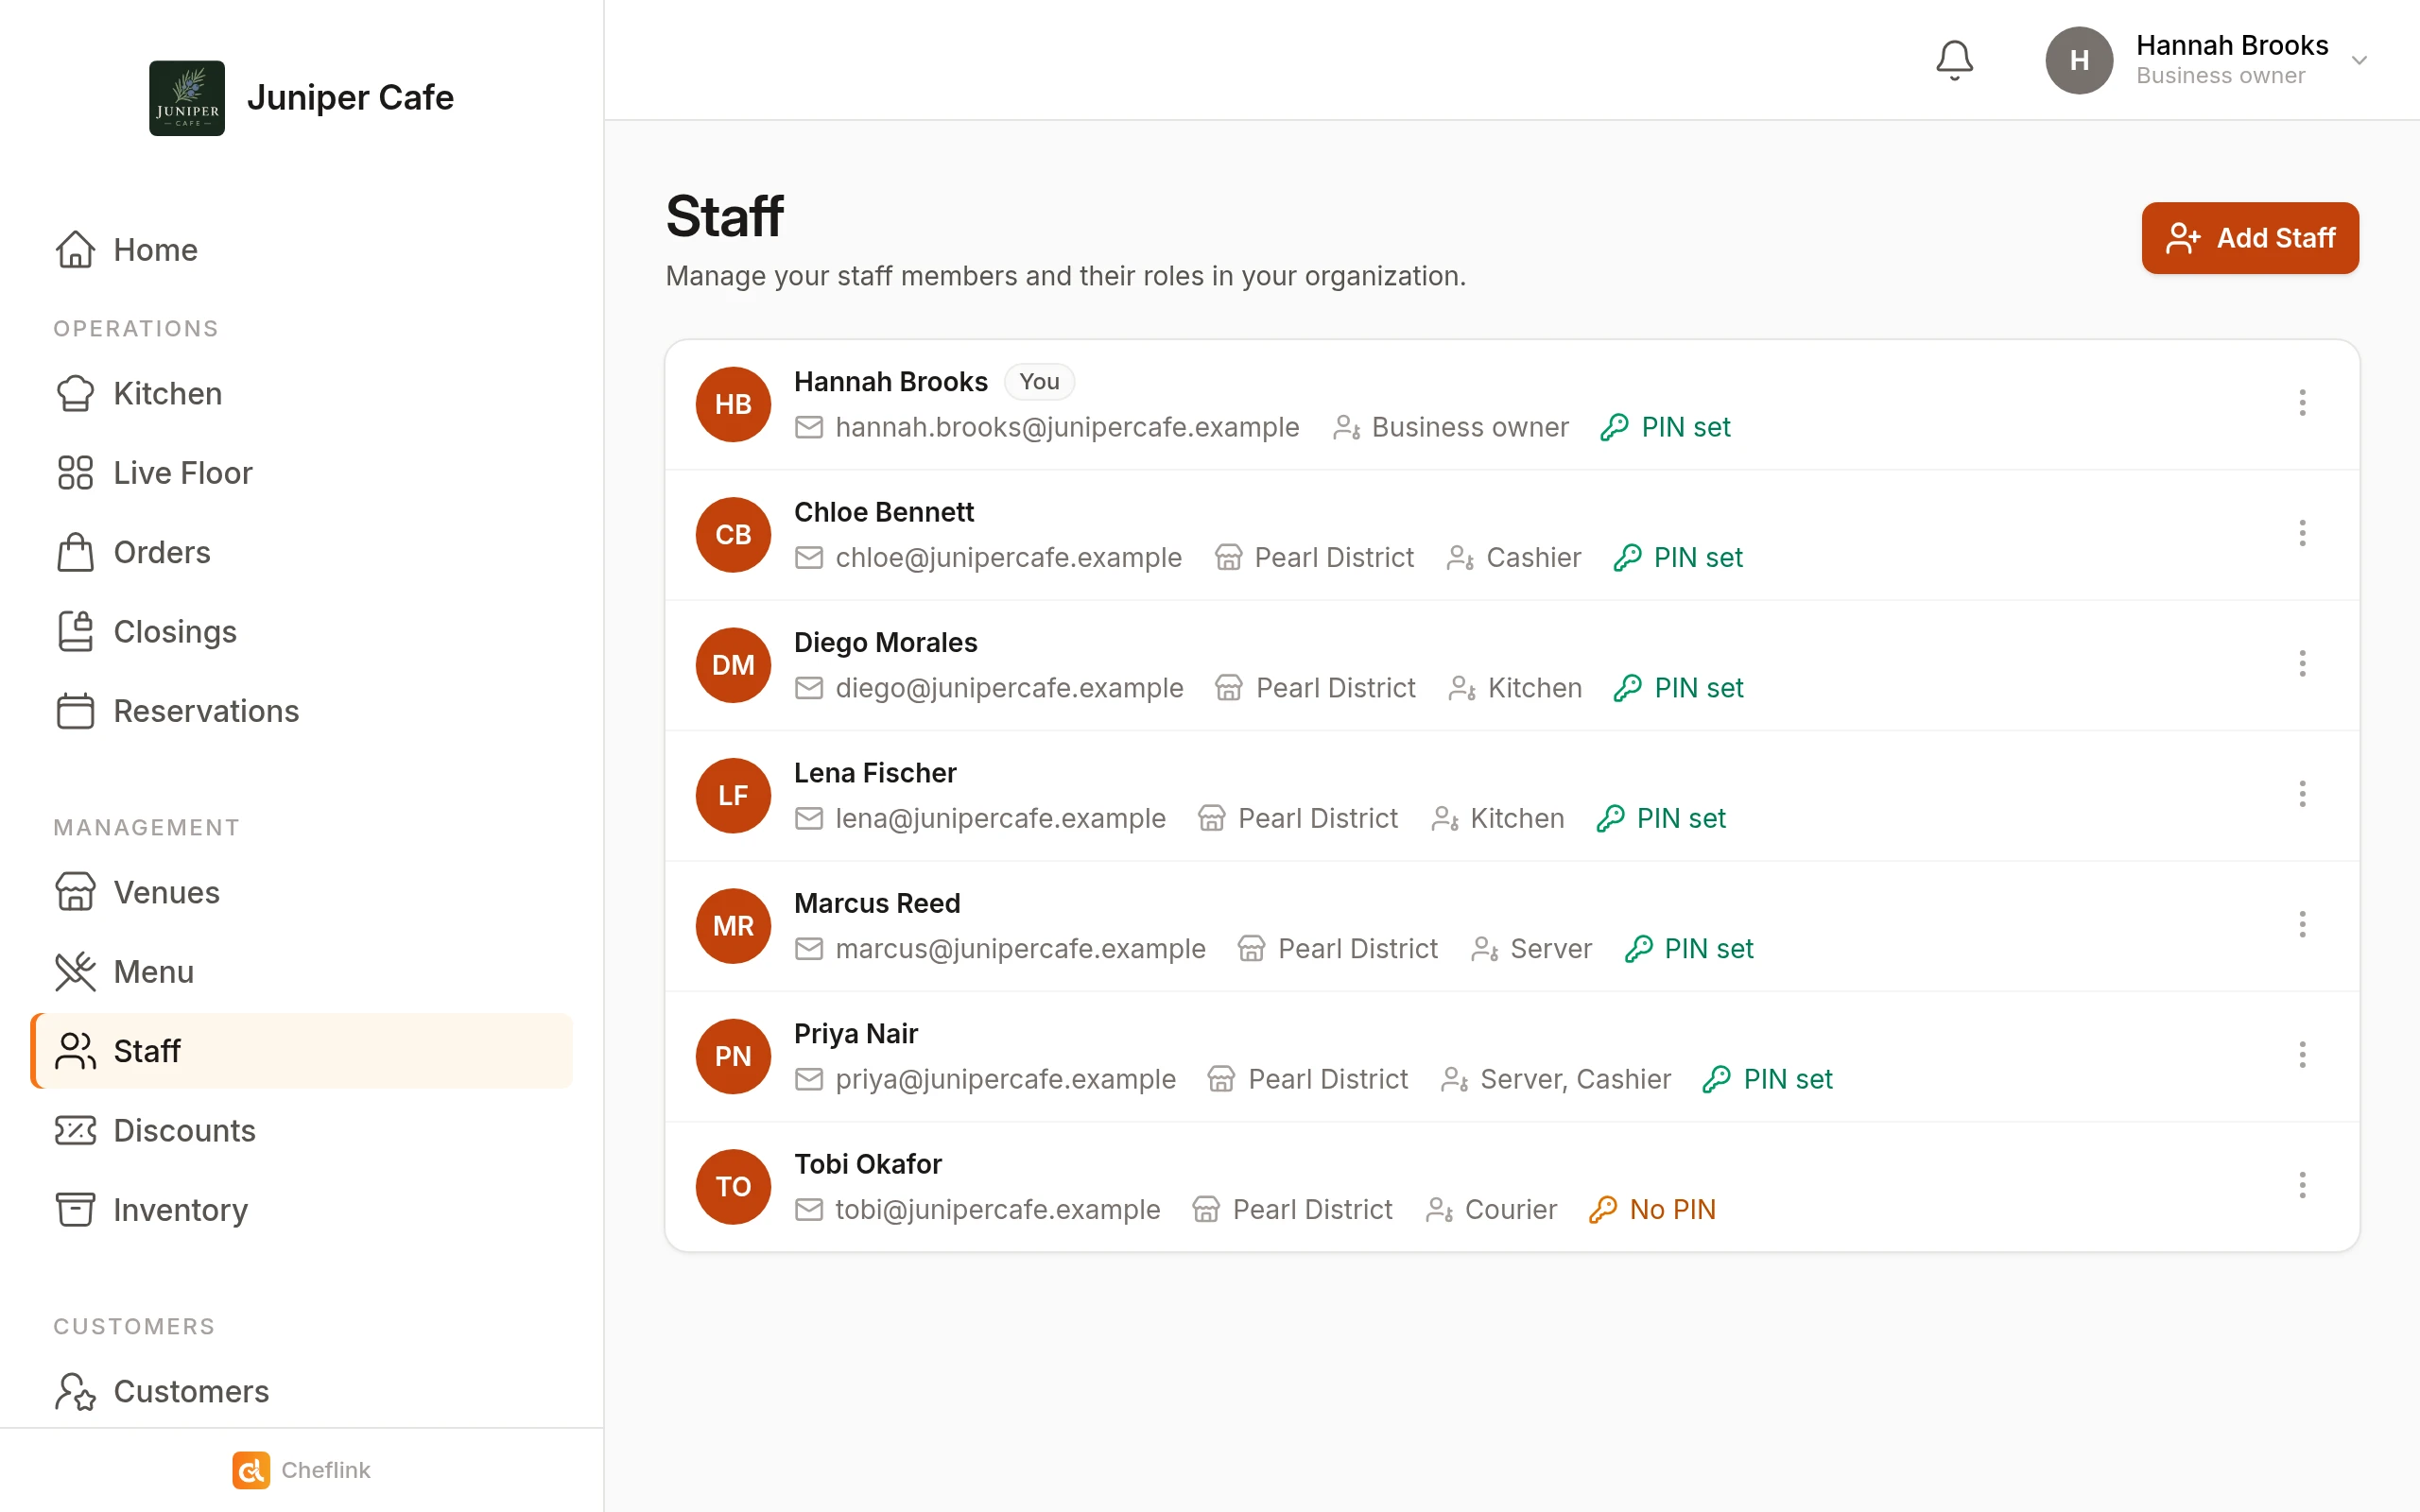 JUNIPER
CAFE
Juniper Cafe
Home
OPERATIONS
Kitchen
Live Floor
Orders
Closings
Reservations
MANAGEMENT
Venues
Menu
Staff
Discounts
Inventory
CUSTOMERS
Customers
Cheflink
H
Hannah Brooks
Business owner
Staff
Manage your staff members and their roles in your organization.
Add Staff
HB
Hannah Brooks You
hannah.brooks@junipercafe.example Business owner PIN set
CB
Chloe Bennett
chloe@junipercafe.example Pearl District Cashier PIN set
DM
Diego Morales
diego@junipercafe.example Pearl District Kitchen PIN set
LF
Lena Fischer
lena@junipercafe.example Pearl District Kitchen PIN set
MR
Marcus Reed
marcus@junipercafe.example Pearl District Server PIN set
PN
Priya Nair
priya@junipercafe.example Pearl District Server, Cashier PIN set
TO
Tobi Okafor
tobi@junipercafe.example Pearl District Courier No PIN